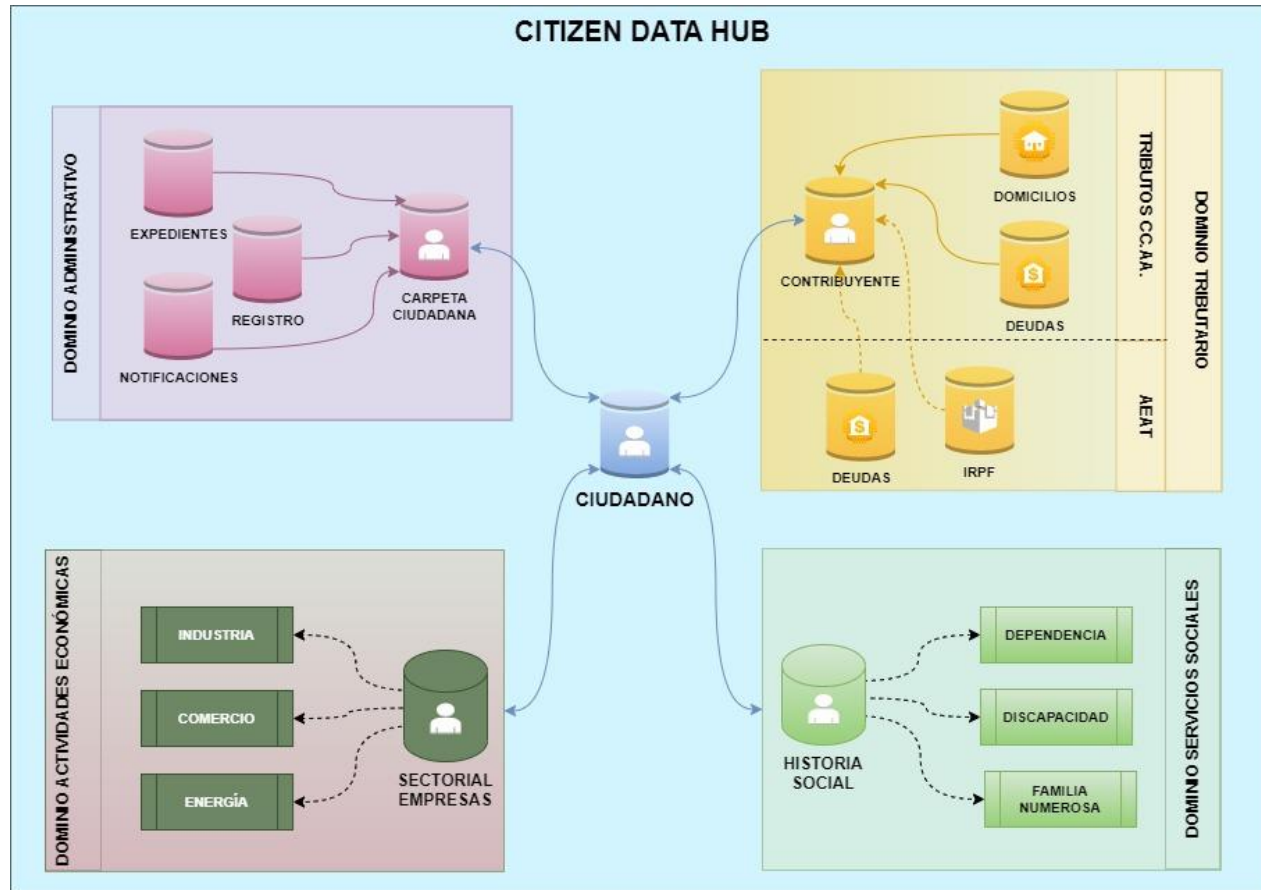 CITIZEN DATA HUB
DOMINIO ADMINISTRATIVO
EXPEDIENTES
REGISTRO
NOTIFICACIONES
CARPETA
CIUDADANA
DOMICILIOS
CONTRIBUYENTE
DEUDAS
TRIBUTOS CC.AA.
DOMINIO TRIBUTARIO
DEUDAS
IRPF
AEAT
CIUDADANO
DOMINIO ACTIVIDADES ECONÓMICAS
INDUSTRIA
COMERCIO
ENERGÍA
SECTORIAL
EMPRESAS
HISTORIA
SOCIAL
DEPENDENCIA
DISCAPACIDAD
FAMILIA
NUMEROSA
DOMINIO SERVICIOS SOCIALES